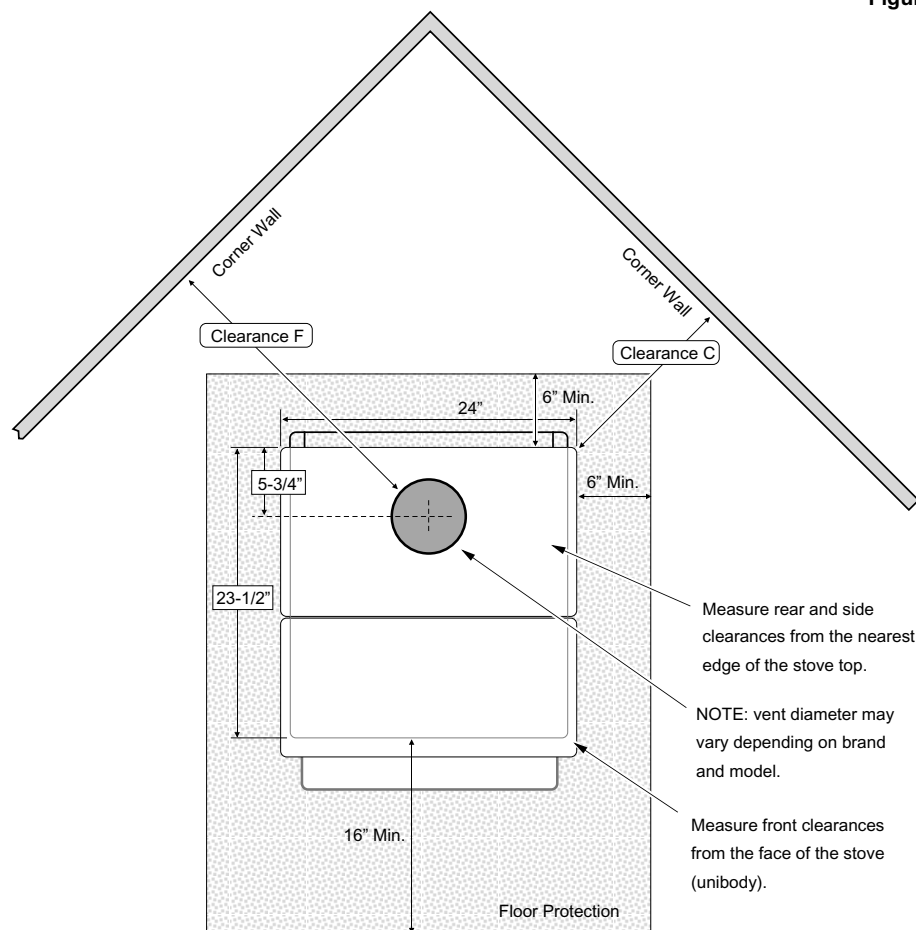 Figur
Corner Wall
Corner Wall
Clearance F
Clearance C
6” Min.
24”
5-3/4”
6” Min.
23-1/2”
Measure rear and side
clearances from the nearest
edge of the stove top.
NOTE: vent diameter may
vary depending on brand
and model.
16” Min.
Measure front clearances
from the face of the stove
(unibody).
Floor Protection